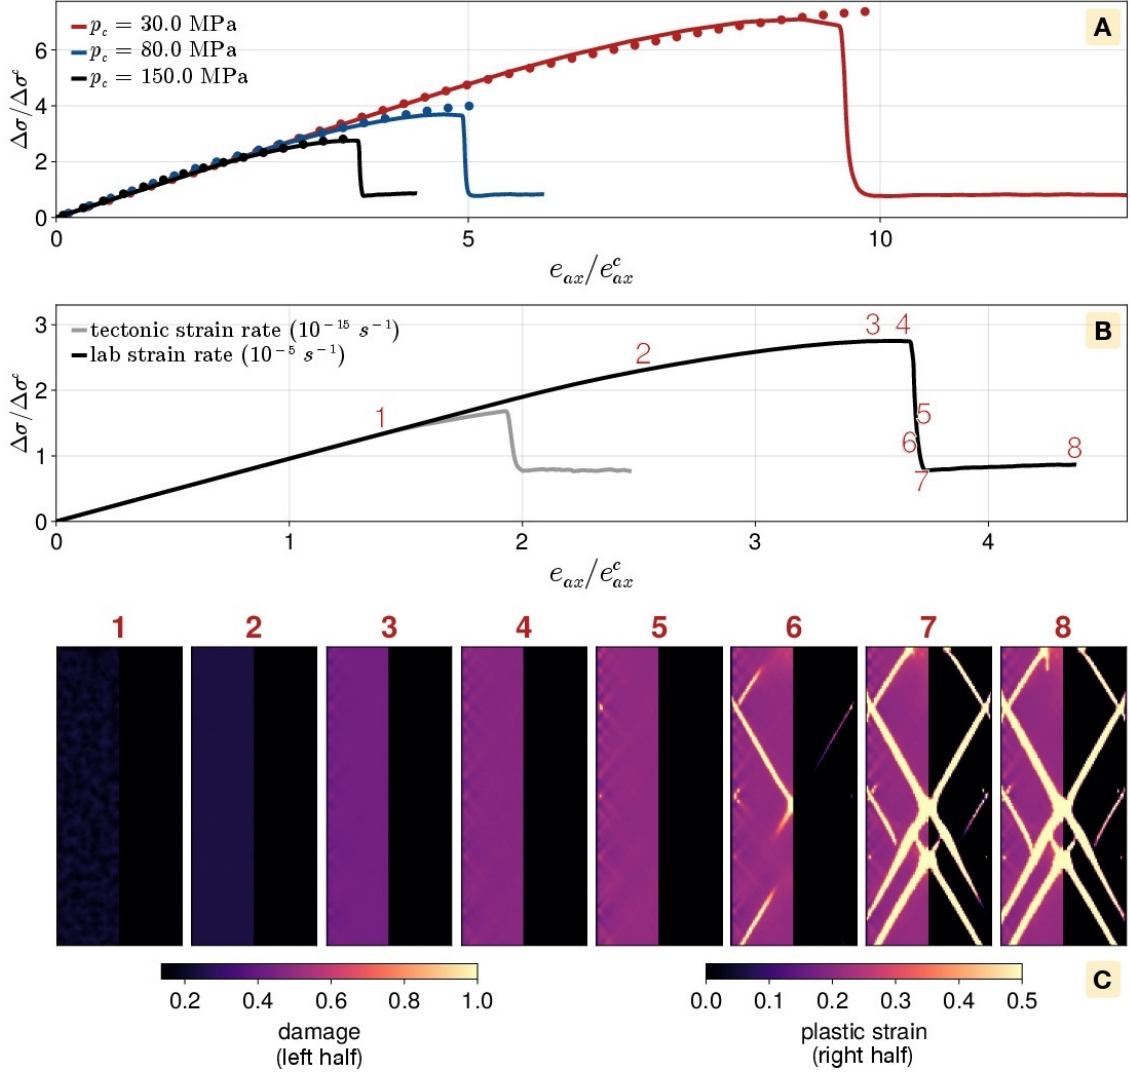 A
p_c = 30.0 MPa
p_c = 80.0 MPa
p_c = 150.0 MPa
Δσ/Δσ^c
6
4
2
0
0 5 10
e_ax/e^c_ax
B
tectonic strain rate (10^−15 s^−1)
lab strain rate (10^−5 s^−1)
Δσ/Δσ^c
3
2
1
0
1 2 3 4 5 6 7 8
0 1 2 3 4
e_ax/e^c_ax
1 2 3 4 5 6 7 8
C
0.2 0.4 0.6 0.8 1.0
damage
(left half)
0.0 0.1 0.2 0.3 0.4 0.5
plastic strain
(right half)